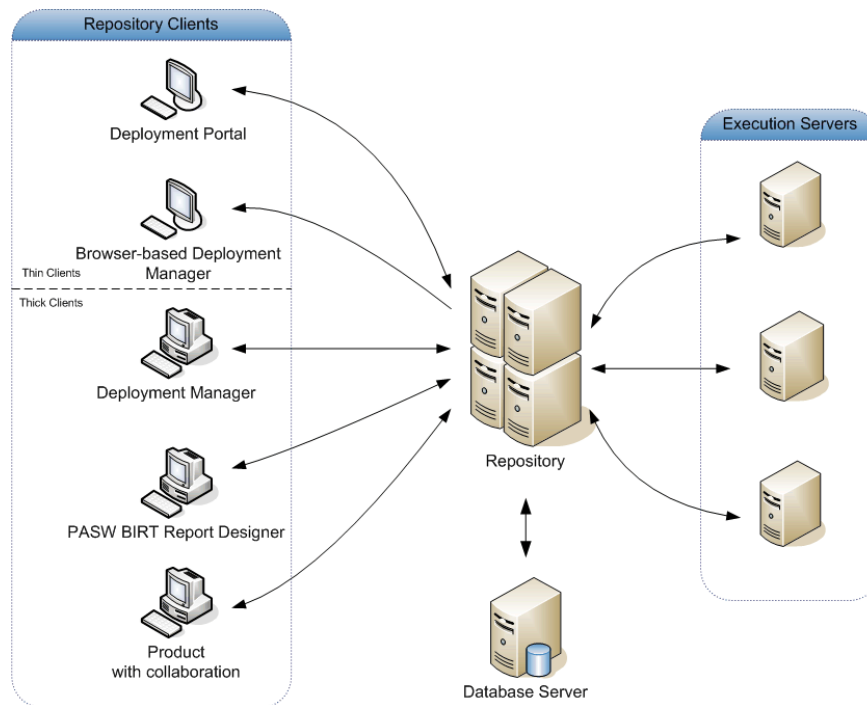 Repository Clients
Deployment Portal
Browser-based Deployment
Manager
Thin Clients
Thick Clients
Deployment Manager
PASW BIRT Report Designer
Product
with collaboration
Repository
Database Server
Execution Servers